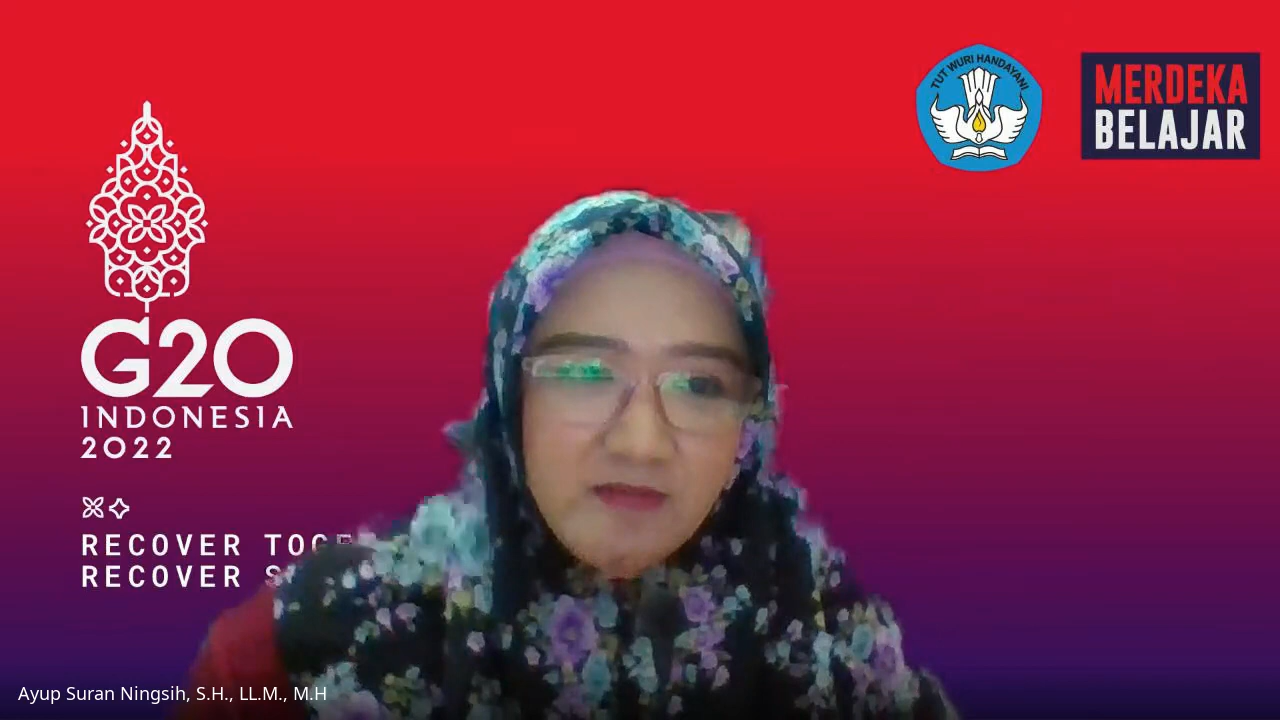 TUT WURI HANDAYANI
MERDEKA
BELAJAR
G20
INDONESIA
2022
RECOVER
RECOVER
Ayup Suran Ningsih, S.H., LL.M., M.H